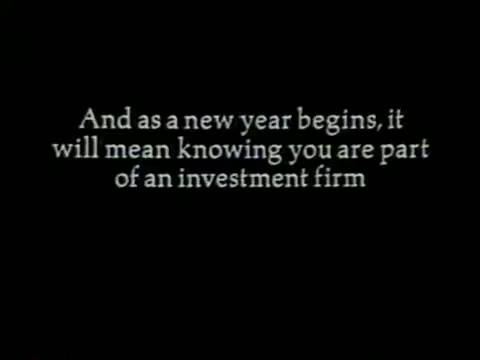 And as a new year begins, it
will mean knowing you are part
of an investment firm